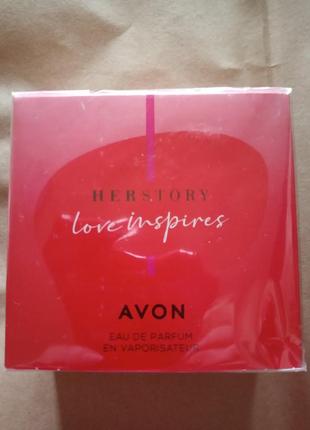 HERSTORY
love inspires
AVON
EAU DE PARFUM
EN VAPORISATEUR